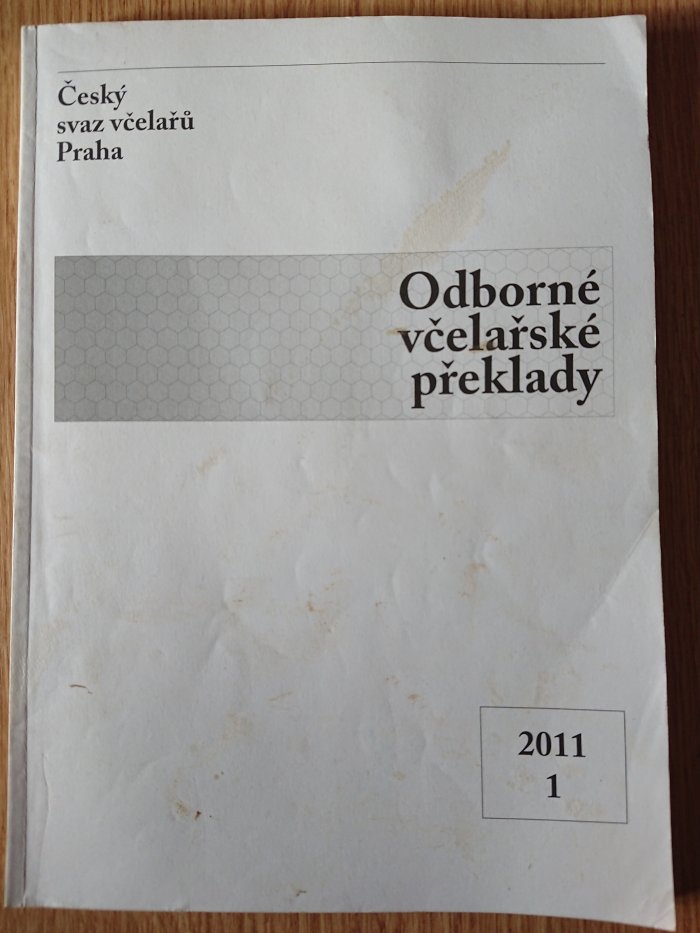 Český
svaz včelařů
Praha
Odborné
včelařské
překlady
2011
1